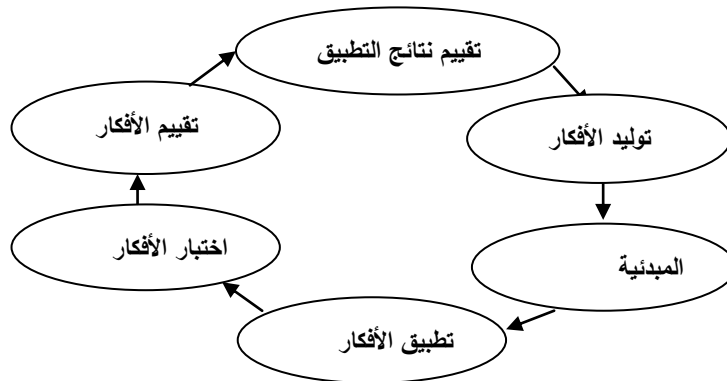 تقييم نتائج التطبيق
توليد الأفكار
المبدئية
تطبيق الأفكار
اختبار الأفكار
تقييم الأفكار